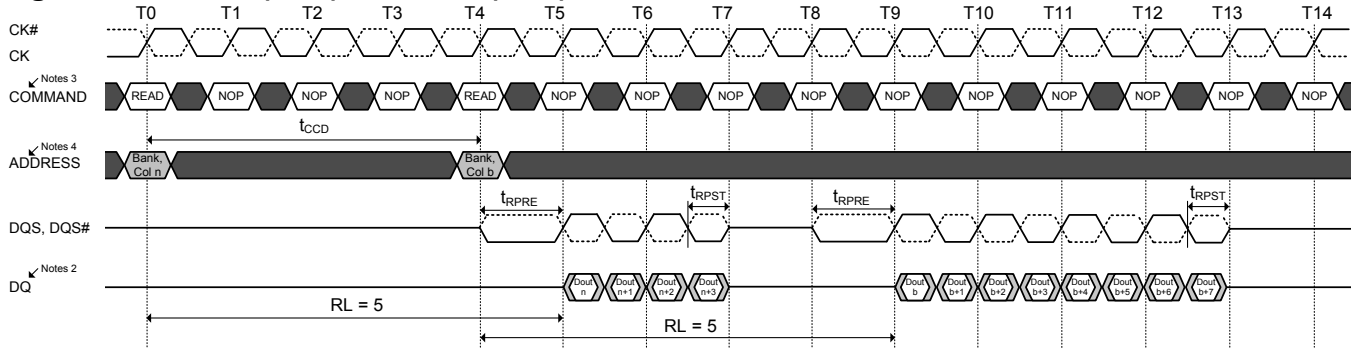 T0 T1 T2 T3 T4 T5 T6 T7 T8 T9 T10 T11 T12 T13 T14
CK#
CK
Notes 3
COMMAND READ NOP NOP NOP READ NOP NOP NOP NOP NOP NOP NOP NOP NOP NOP
tCCD
Notes 4
ADDRESS
Bank, Col n
Bank, Col b
tRPRE tRPST tRPRE tRPST
DQS, DQS#
Notes 2
DQ
Dout n Dout n+1 Dout n+2 Dout n+3 Dout b Dout b+1 Dout b+2 Dout b+3 Dout b+4 Dout b+5 Dout b+6 Dout b+7
RL = 5
RL = 5